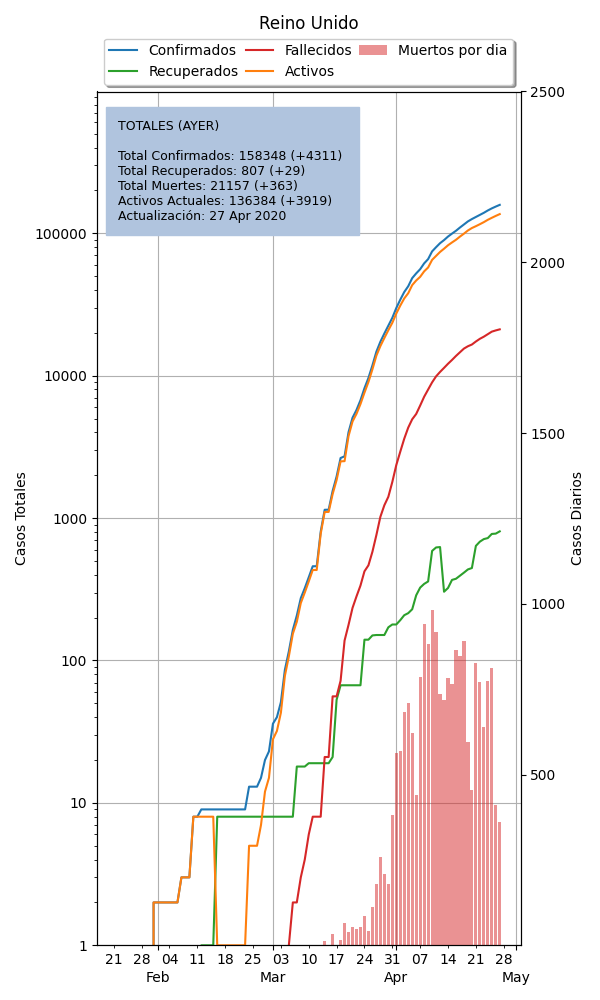 Reino Unido
Confirmados
Recuperados
Fallecidos
Activos
Muertos por dia
TOTALES (AYER)
Total Confirmados: 158348 (+4311)
Total Recuperados: 807 (+29)
Total Muertes: 21157 (+363)
Activos Actuales: 136384 (+3919)
Actualización: 27 Apr 2020
Casos Totales
100000
10000
1000
100
10
1
2500
2000
1500
1000
500
Casos Diarios
21 28 04 11 18 25 03 10 17 24 31 07 14 21 28
Feb Mar Apr May